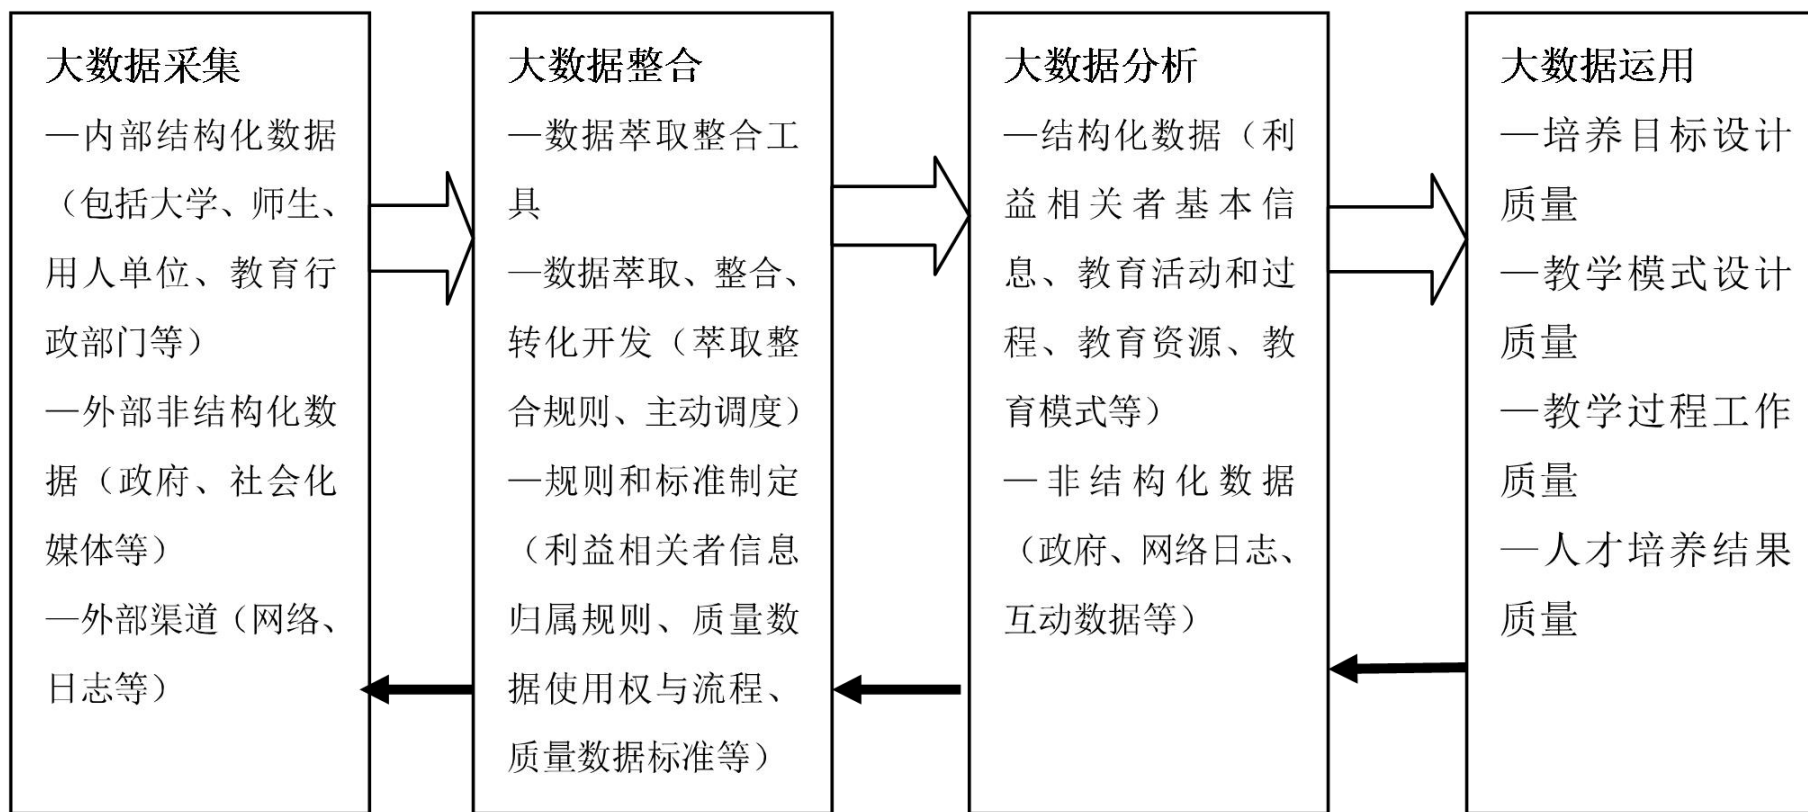 大数据采集
—内部结构化数据
（包括大学、师生、
用人单位、教育行
政部门等）
—外部非结构化数
据（政府、社会化
媒体等）
—外部渠道（网络、
日志等）
大数据整合
—数据萃取整合工
具
—数据萃取、整合、
转化开发（萃取整
合规则、主动调度）
—规则和标准制定
（利益相关者信息
归属规则、质量数
据使用权与流程、
质量数据标准等）
大数据分析
—结构化数据（利
益相关者基本信
息、教育活动和过
程、教育资源、教
育模式等）
—非结构化数据
（政府、网络日志、
互动数据等）
大数据运用
—培养目标设计
质量
—教学模式设计
质量
—教学过程工作
质量
—人才培养结果
质量